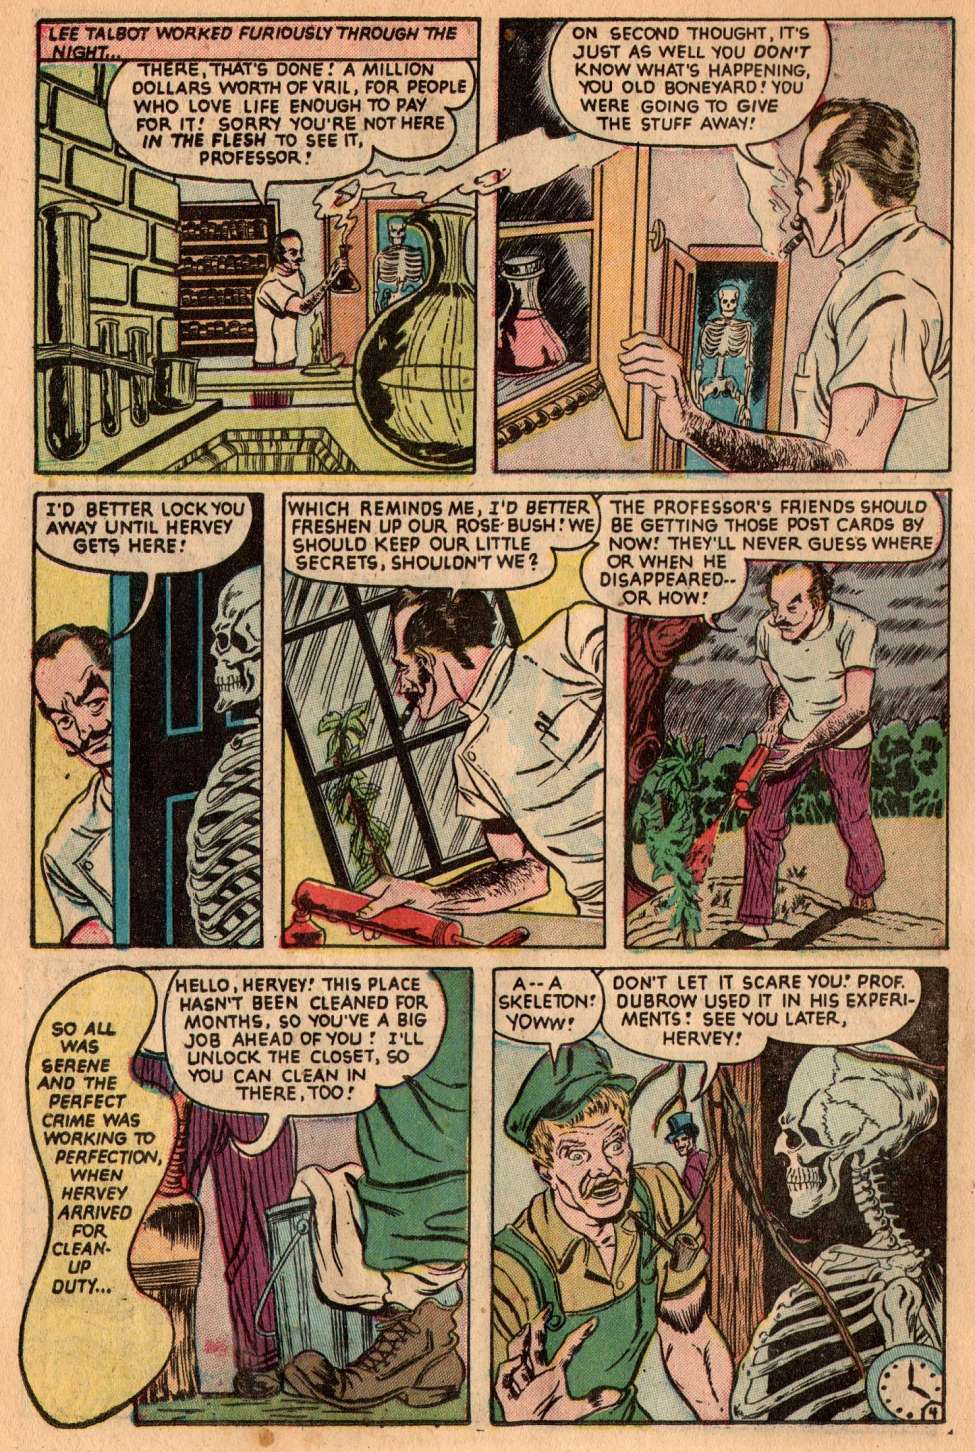 LEE TALBOT WORKED FURIOUSLY THROUGH THE
NIGHT...
THERE, THAT'S DONE! A MILLION
DOLLARS WORTH OF VRIL, FOR PEOPLE
WHO LOVE LIFE ENOUGH TO PAY
FOR IT! SORRY YOU'RE NOT HERE
IN THE FLESH TO SEE IT,
PROFESSOR!
ON SECOND THOUGHT, IT'S
JUST AS WELL YOU DON'T
KNOW WHAT'S HAPPENING,
YOU OLD BONEYARD! YOU
WERE GOING TO GIVE
THE STUFF AWAY!
I'D BETTER LOCK YOU
AWAY UNTIL HERVEY
GETS HERE!
WHICH REMINDS ME, I'D BETTER
FRESHEN UP OUR ROSE-BUSH! WE
SHOULD KEEP OUR LITTLE
SECRETS, SHOULDN'T WE?
THE PROFESSOR'S FRIENDS SHOULD
BE GETTING THOSE POST CARDS BY
NOW! THEY'LL NEVER GUESS WHERE
OR WHEN HE
DISAPPEARED--
OR HOW!
SO ALL
WAS
SERENE
AND THE
PERFECT
CRIME WAS
WORKING TO
PERFECTION,
WHEN
HERVEY
ARRIVED
FOR
CLEAN-
UP
DUTY...
HELLO, HERVEY! THIS PLACE
HASN'T BEEN CLEANED FOR
MONTHS, SO YOU'VE A BIG
JOB AHEAD OF YOU! I'LL
UNLOCK THE CLOSET, SO
YOU CAN CLEAN IN
THERE, TOO!
A--A
SKELETON!
YOWW!
DON'T LET IT SCARE YOU! PROF.
DUBROW USED IT IN HIS EXPERI-
MENTS! SEE YOU LATER,
HERVEY!
4